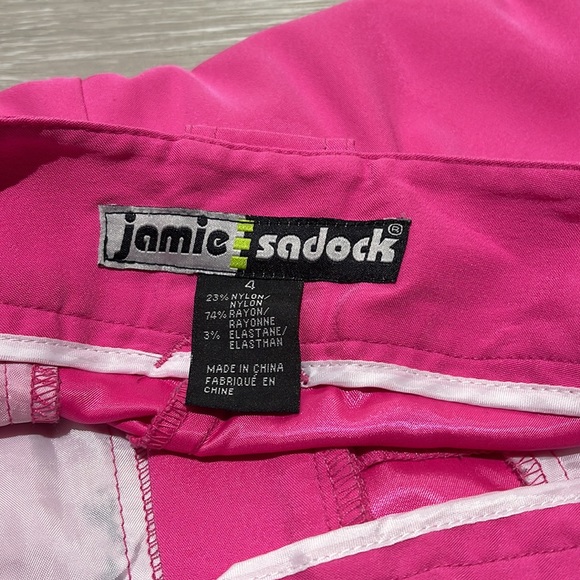 jamie sadock®
4
23% NYLON/
NYLON
74% RAYON/
RAYONNE
3% ELASTANE/
ELASTHAN
MADE IN CHINA
FABRIQUÉ EN
CHINE